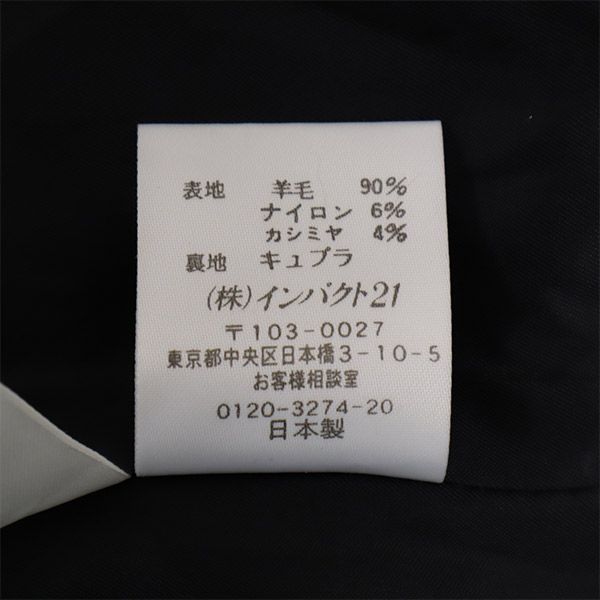 表地 羊毛 90%
ナイロン 6%
カシミヤ 4%
裏地 キュプラ
(株)インパクト21
〒103-0027
東京都中央区日本橋3-10-5
お客様相談室
0120-3274-20
日本製